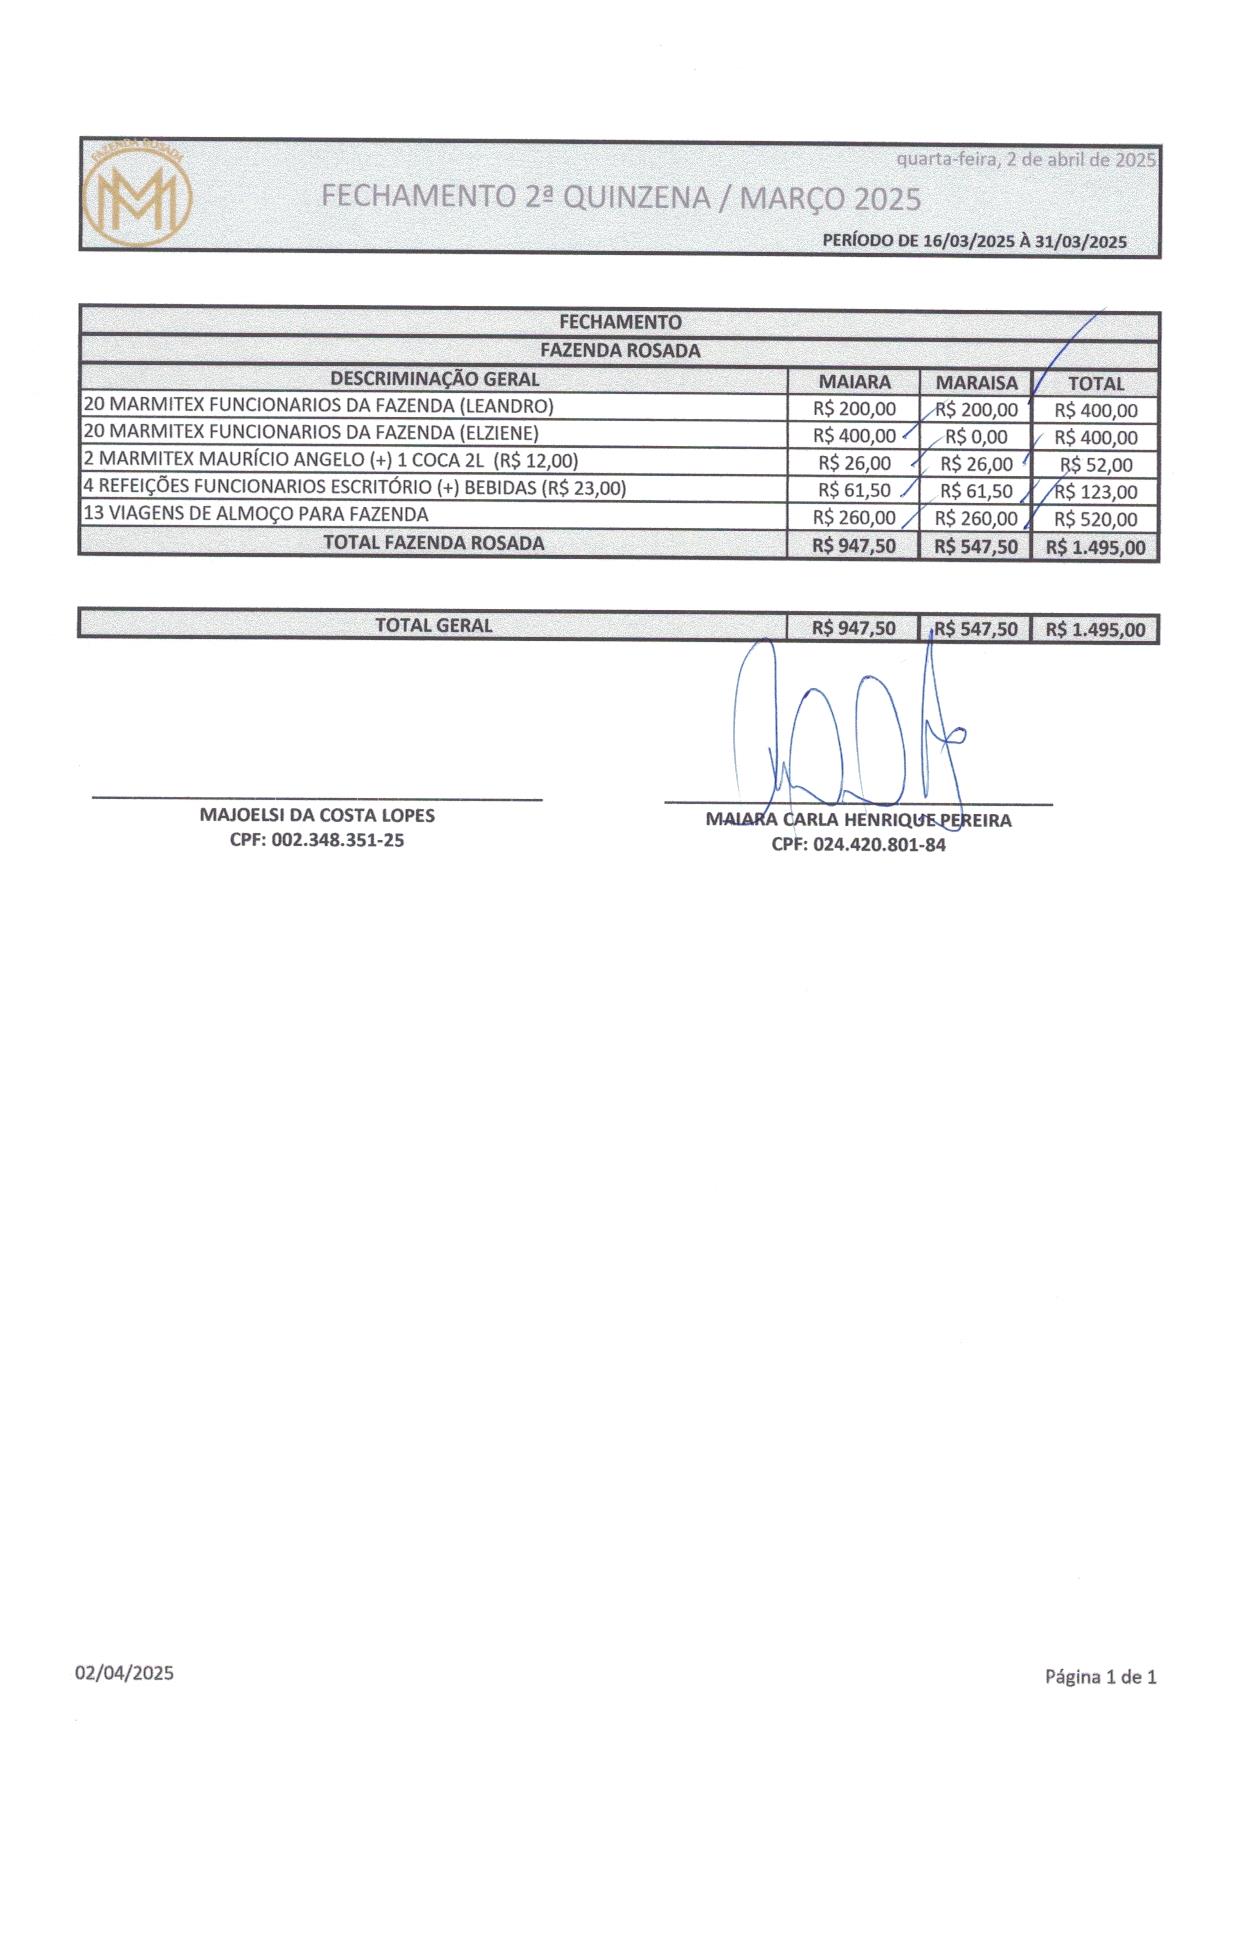 FAZENDA ROSADA
quarta-feira, 2 de abril de 2025
FECHAMENTO 2ª QUINZENA / MARÇO 2025
PERÍODO DE 16/03/2025 À 31/03/2025
FECHAMENTO
FAZENDA ROSADA
DESCRIMINAÇÃO GERAL MAIARA MARAISA TOTAL
20 MARMITEX FUNCIONARIOS DA FAZENDA (LEANDRO) R$ 200,00 R$ 200,00 R$ 400,00
20 MARMITEX FUNCIONARIOS DA FAZENDA (ELZIENE) R$ 400,00 R$ 0,00 R$ 400,00
2 MARMITEX MAURÍCIO ANGELO (+) 1 COCA 2L (R$ 12,00) R$ 26,00 R$ 26,00 R$ 52,00
4 REFEIÇÕES FUNCIONARIOS ESCRITÓRIO (+) BEBIDAS (R$ 23,00) R$ 61,50 R$ 61,50 R$ 123,00
13 VIAGENS DE ALMOÇO PARA FAZENDA R$ 260,00 R$ 260,00 R$ 520,00
TOTAL FAZENDA ROSADA R$ 947,50 R$ 547,50 R$ 1.495,00
TOTAL GERAL R$ 947,50 R$ 547,50 R$ 1.495,00
MAJOELSI DA COSTA LOPES
CPF: 002.348.351-25
MAIARA CARLA HENRIQUE PEREIRA
CPF: 024.420.801-84
02/04/2025
Página 1 de 1